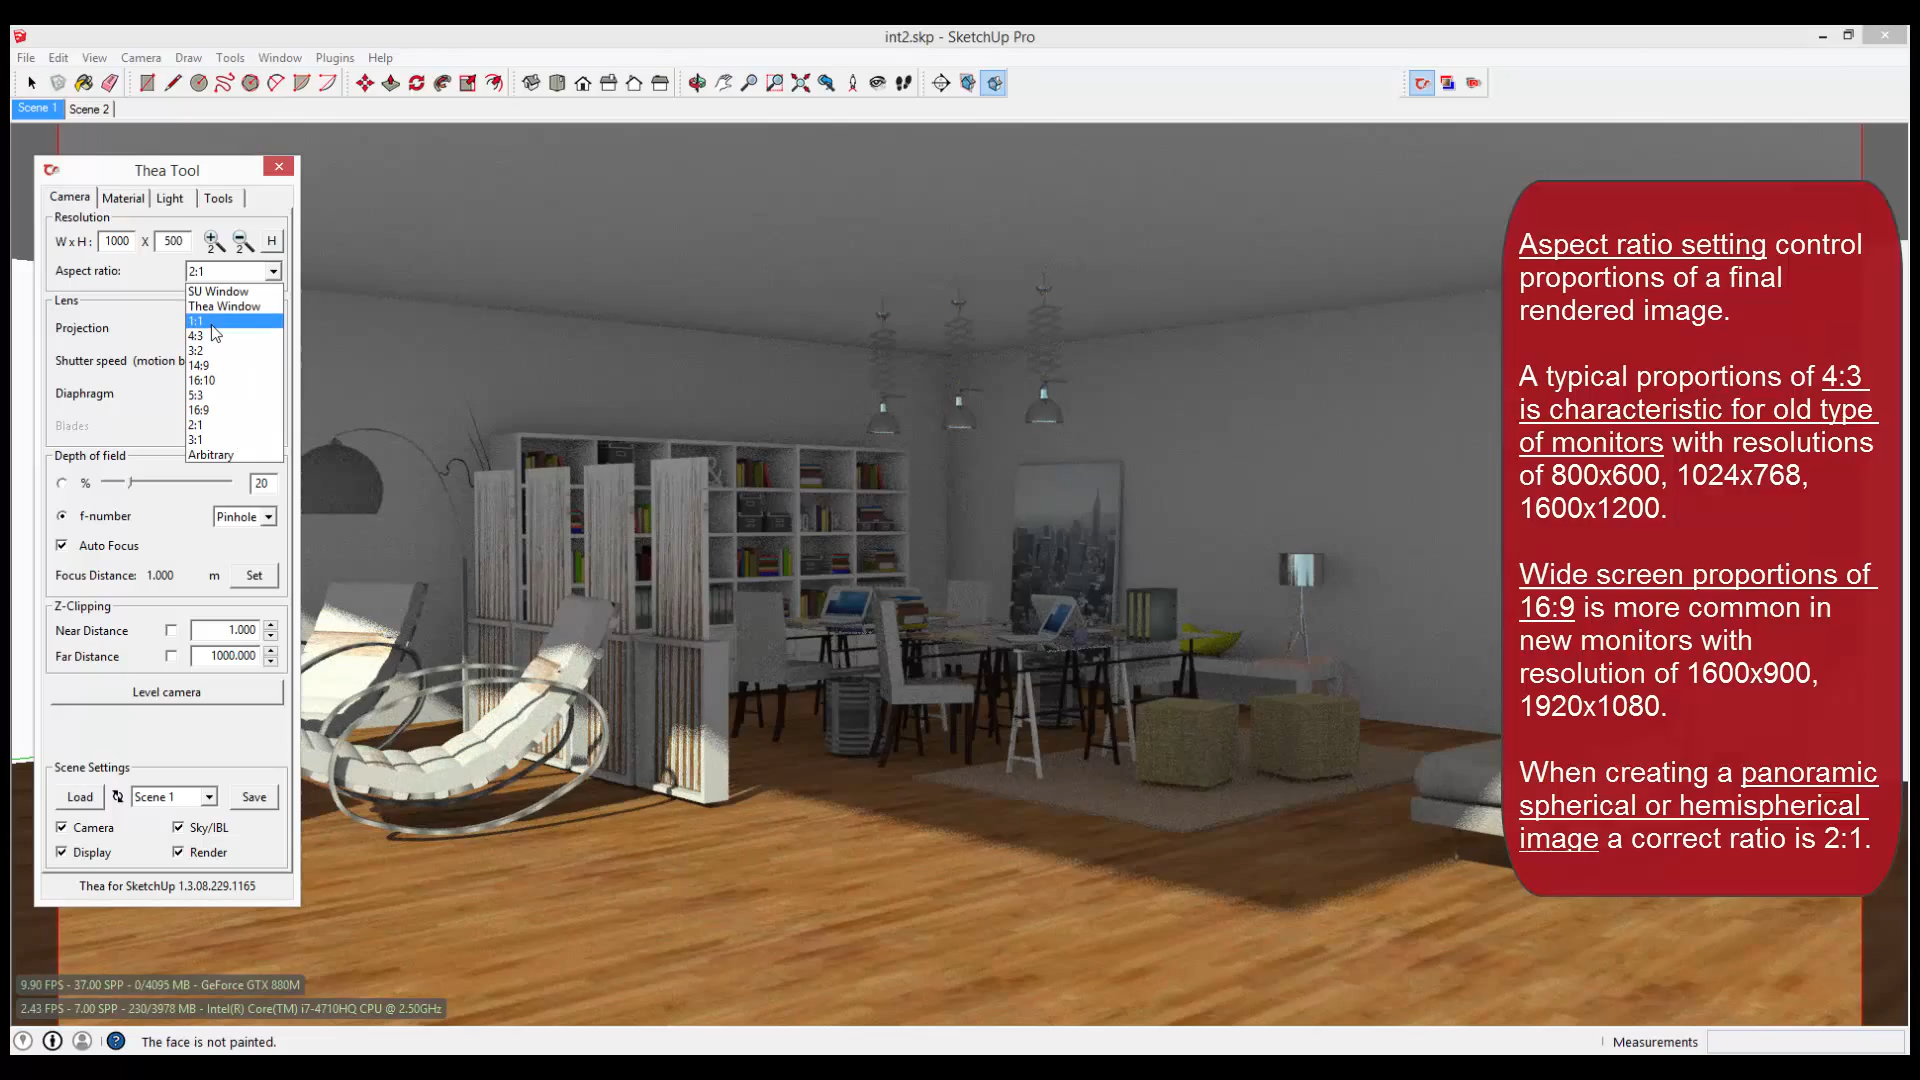 int2.skp - SketchUp Pro
File Edit View Camera Draw Tools Window Plugins Help
Scene 1 Scene 2
Thea Tool
Camera Material Light Tools
Resolution
W x H : 1000 X 500 2 2 H
Aspect ratio: 2:1
SU Window
Thea Window
1:1
4:3
3:2
14:9
16:10
5:3
16:9
2:1
3:1
Arbitrary
Lens
Projection
Shutter speed (motion b
Diaphragm
Blades
Depth of field
% 20
f-number Pinhole
Auto Focus
Focus Distance: 1.000 m Set
Z-Clipping
Near Distance 1.000
Far Distance 1000.000
Level camera
Scene Settings
Load Scene 1 Save
Camera Sky/IBL
Display Render
Thea for SketchUp 1.3.08.229.1165
Aspect ratio setting control
proportions of a final
rendered image.
A typical proportions of 4:3
is characteristic for old type
of monitors with resolutions
of 800x600, 1024x768,
1600x1200.
Wide screen proportions of
16:9 is more common in
new monitors with
resolution of 1600x900,
1920x1080.
When creating a panoramic
spherical or hemispherical
image a correct ratio is 2:1.
9.90 FPS - 37.00 SPP - 0/4095 MB - GeForce GTX 880M
2.43 FPS - 7.00 SPP - 230/3978 MB - Intel(R) Core(TM) i7-4710HQ CPU @ 2.50GHz
The face is not painted.
Measurements